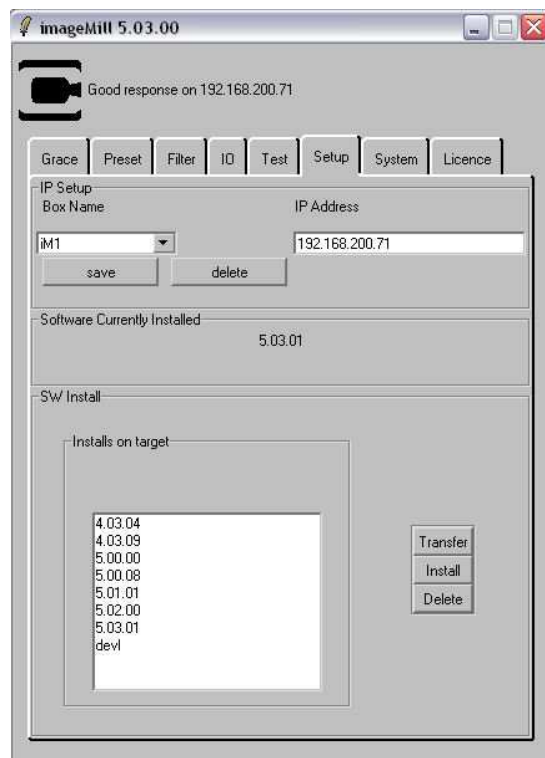 imageMill 5.03.00
Good response on 192.168.200.71
Grace Preset Filter IO Test Setup System Licence
IP Setup
Box Name IP Address
iM1 192.168.200.71
save delete
Software Currently Installed
5.03.01
SW Install
Installs on target
4.03.04
4.03.09
5.00.00
5.00.08
5.01.01
5.02.00
5.03.01
devl
Transfer
Install
Delete